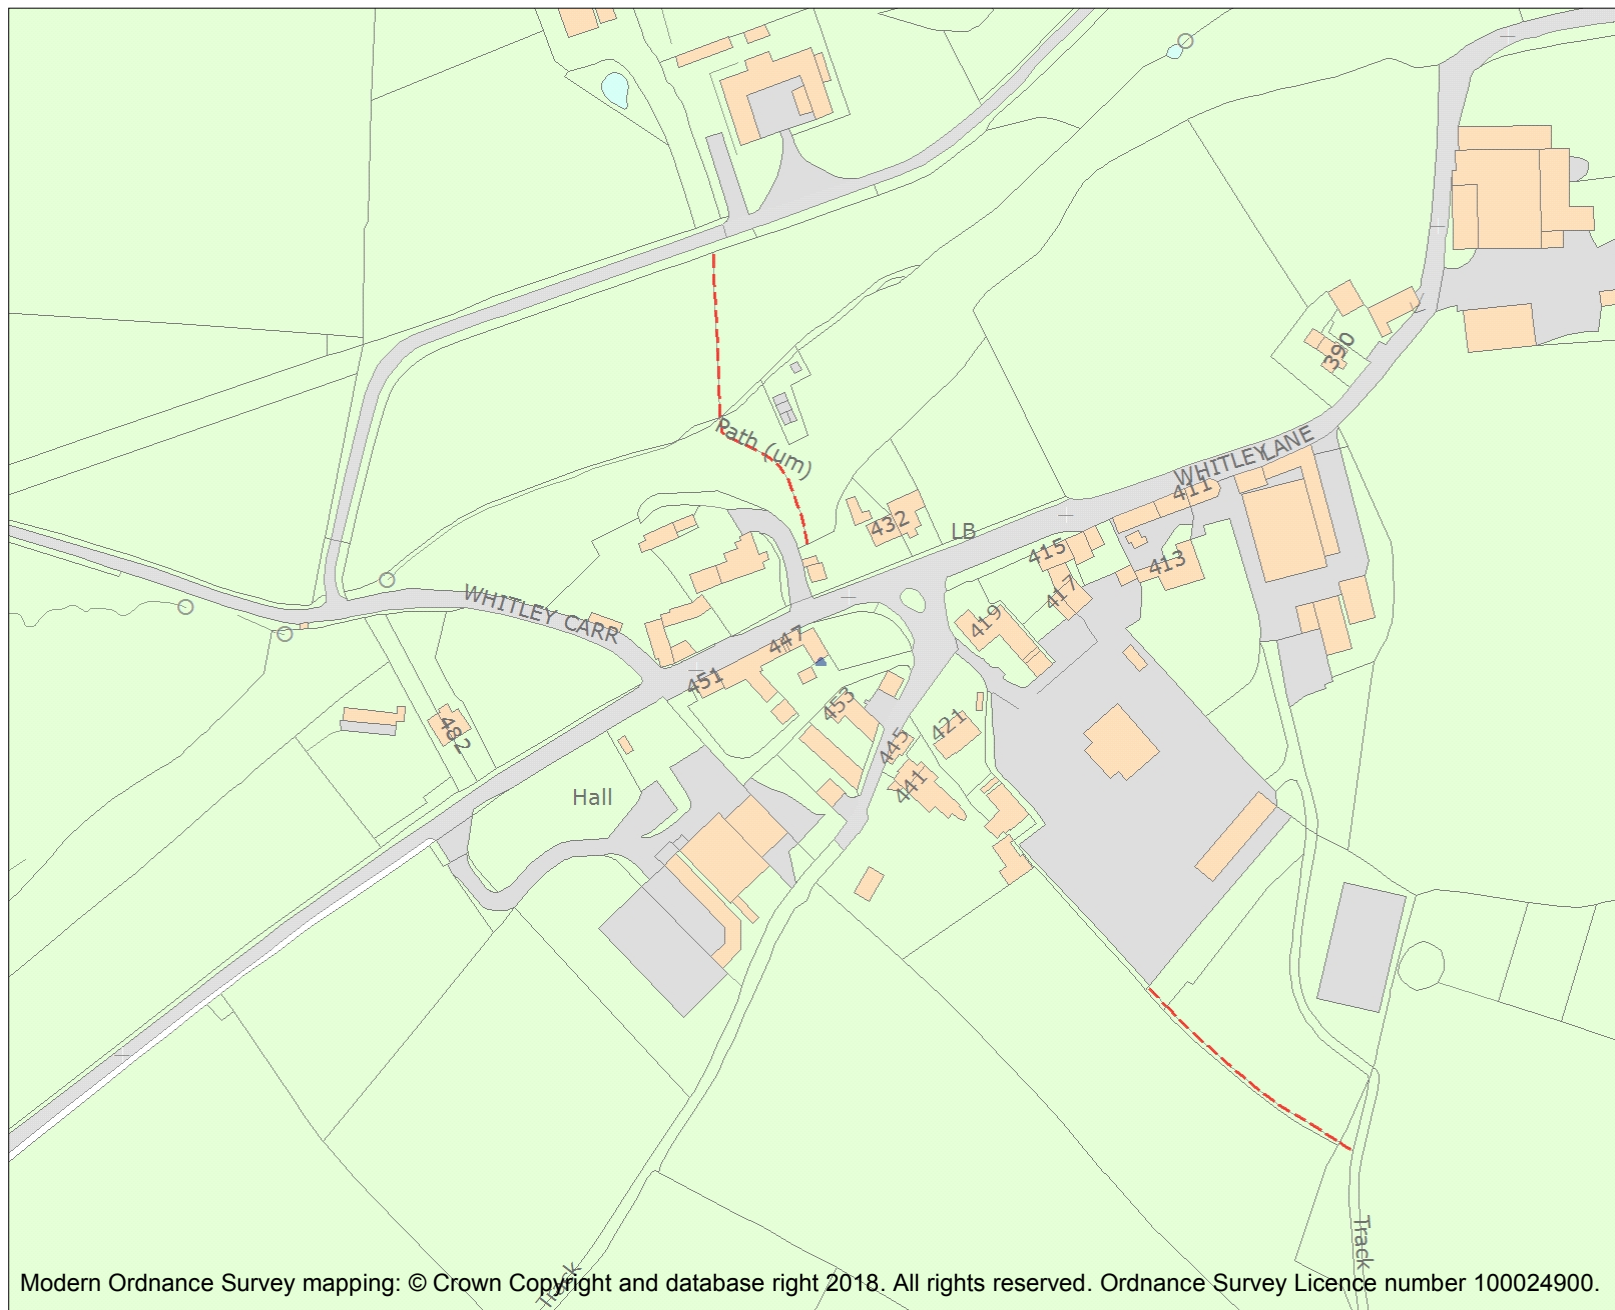 390
Path (um)
WHITLEY LANE
411
432
LB
415
413
417
WHITLEY CARR
419
447
451
453
421
482
445
441
Hall
Track
Track
Modern Ordnance Survey mapping: © Crown Copyright and database right 2018. All rights reserved. Ordnance Survey Licence number 100024900.